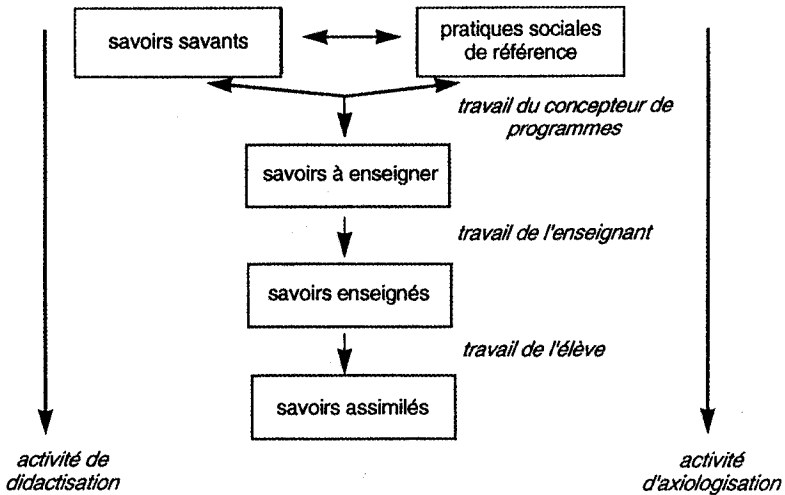 savoirs savants
pratiques sociales
de référence
travail du concepteur de
programmes
savoirs à enseigner
travail de l'enseignant
savoirs enseignés
travail de l'élève
savoirs assimilés
activité de
didactisation
activité
d'axiologisation